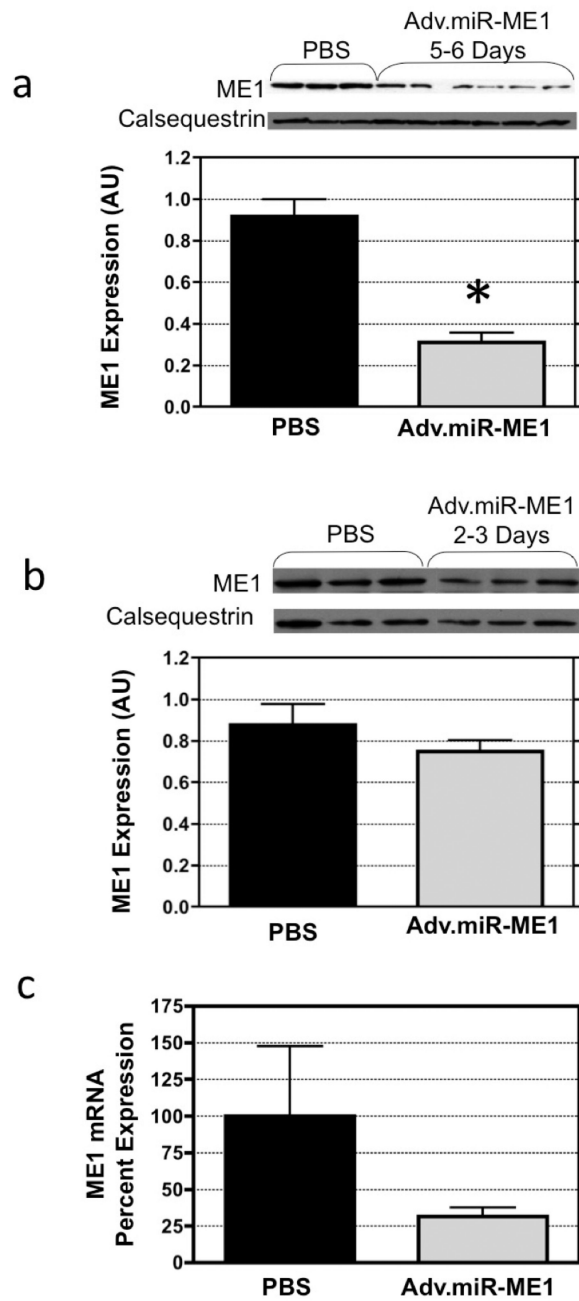 a
Adv.miR-ME1
PBS 5-6 Days
ME1
Calsequestrin
ME1 Expression (AU)
1.2
1.0
0.8
0.6
0.4
0.2
0.0
*
PBS Adv.miR-ME1
b
Adv.miR-ME1
PBS 2-3 Days
ME1
Calsequestrin
ME1 Expression (AU)
1.2
1.0
0.8
0.6
0.4
0.2
0.0
PBS Adv.miR-ME1
c
ME1 mRNA
Percent Expression
175
150
125
100
75
50
25
0
PBS Adv.miR-ME1